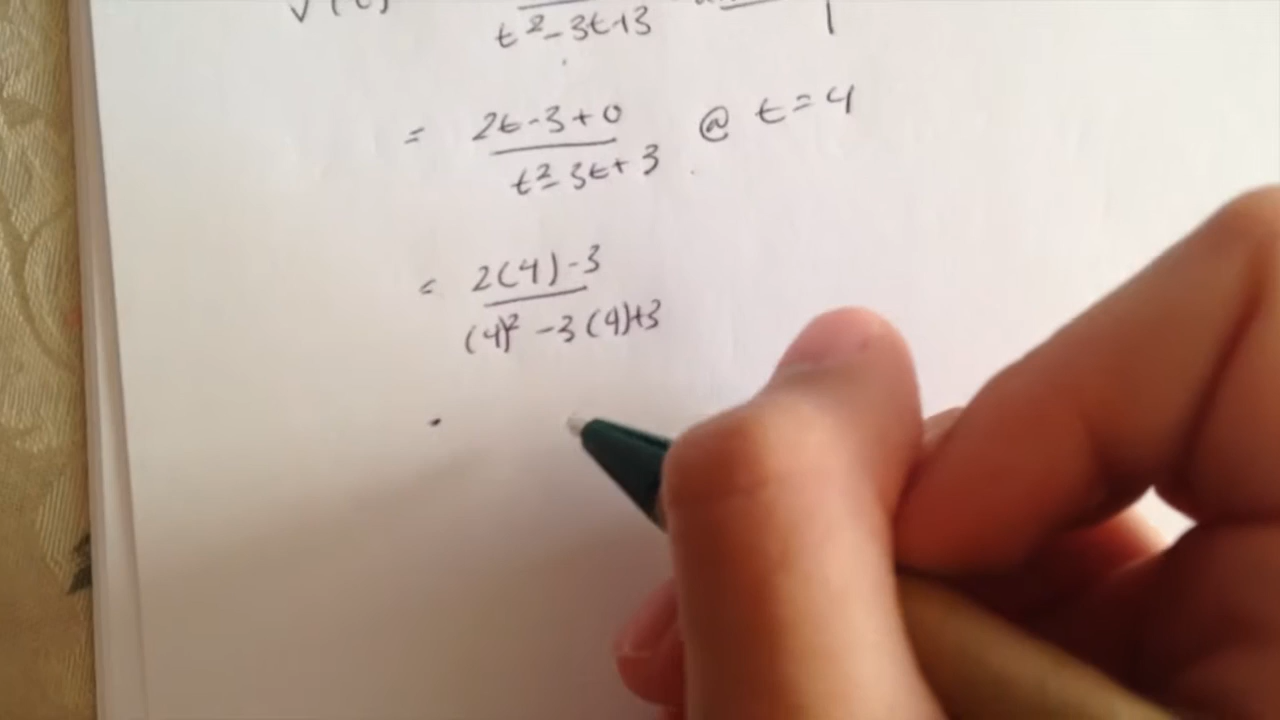 V(t)
t²-3t+3
= 2t-3+0 @ t=4
t²-3t+3
= 2(4)-3
(4)²-3(4)+3